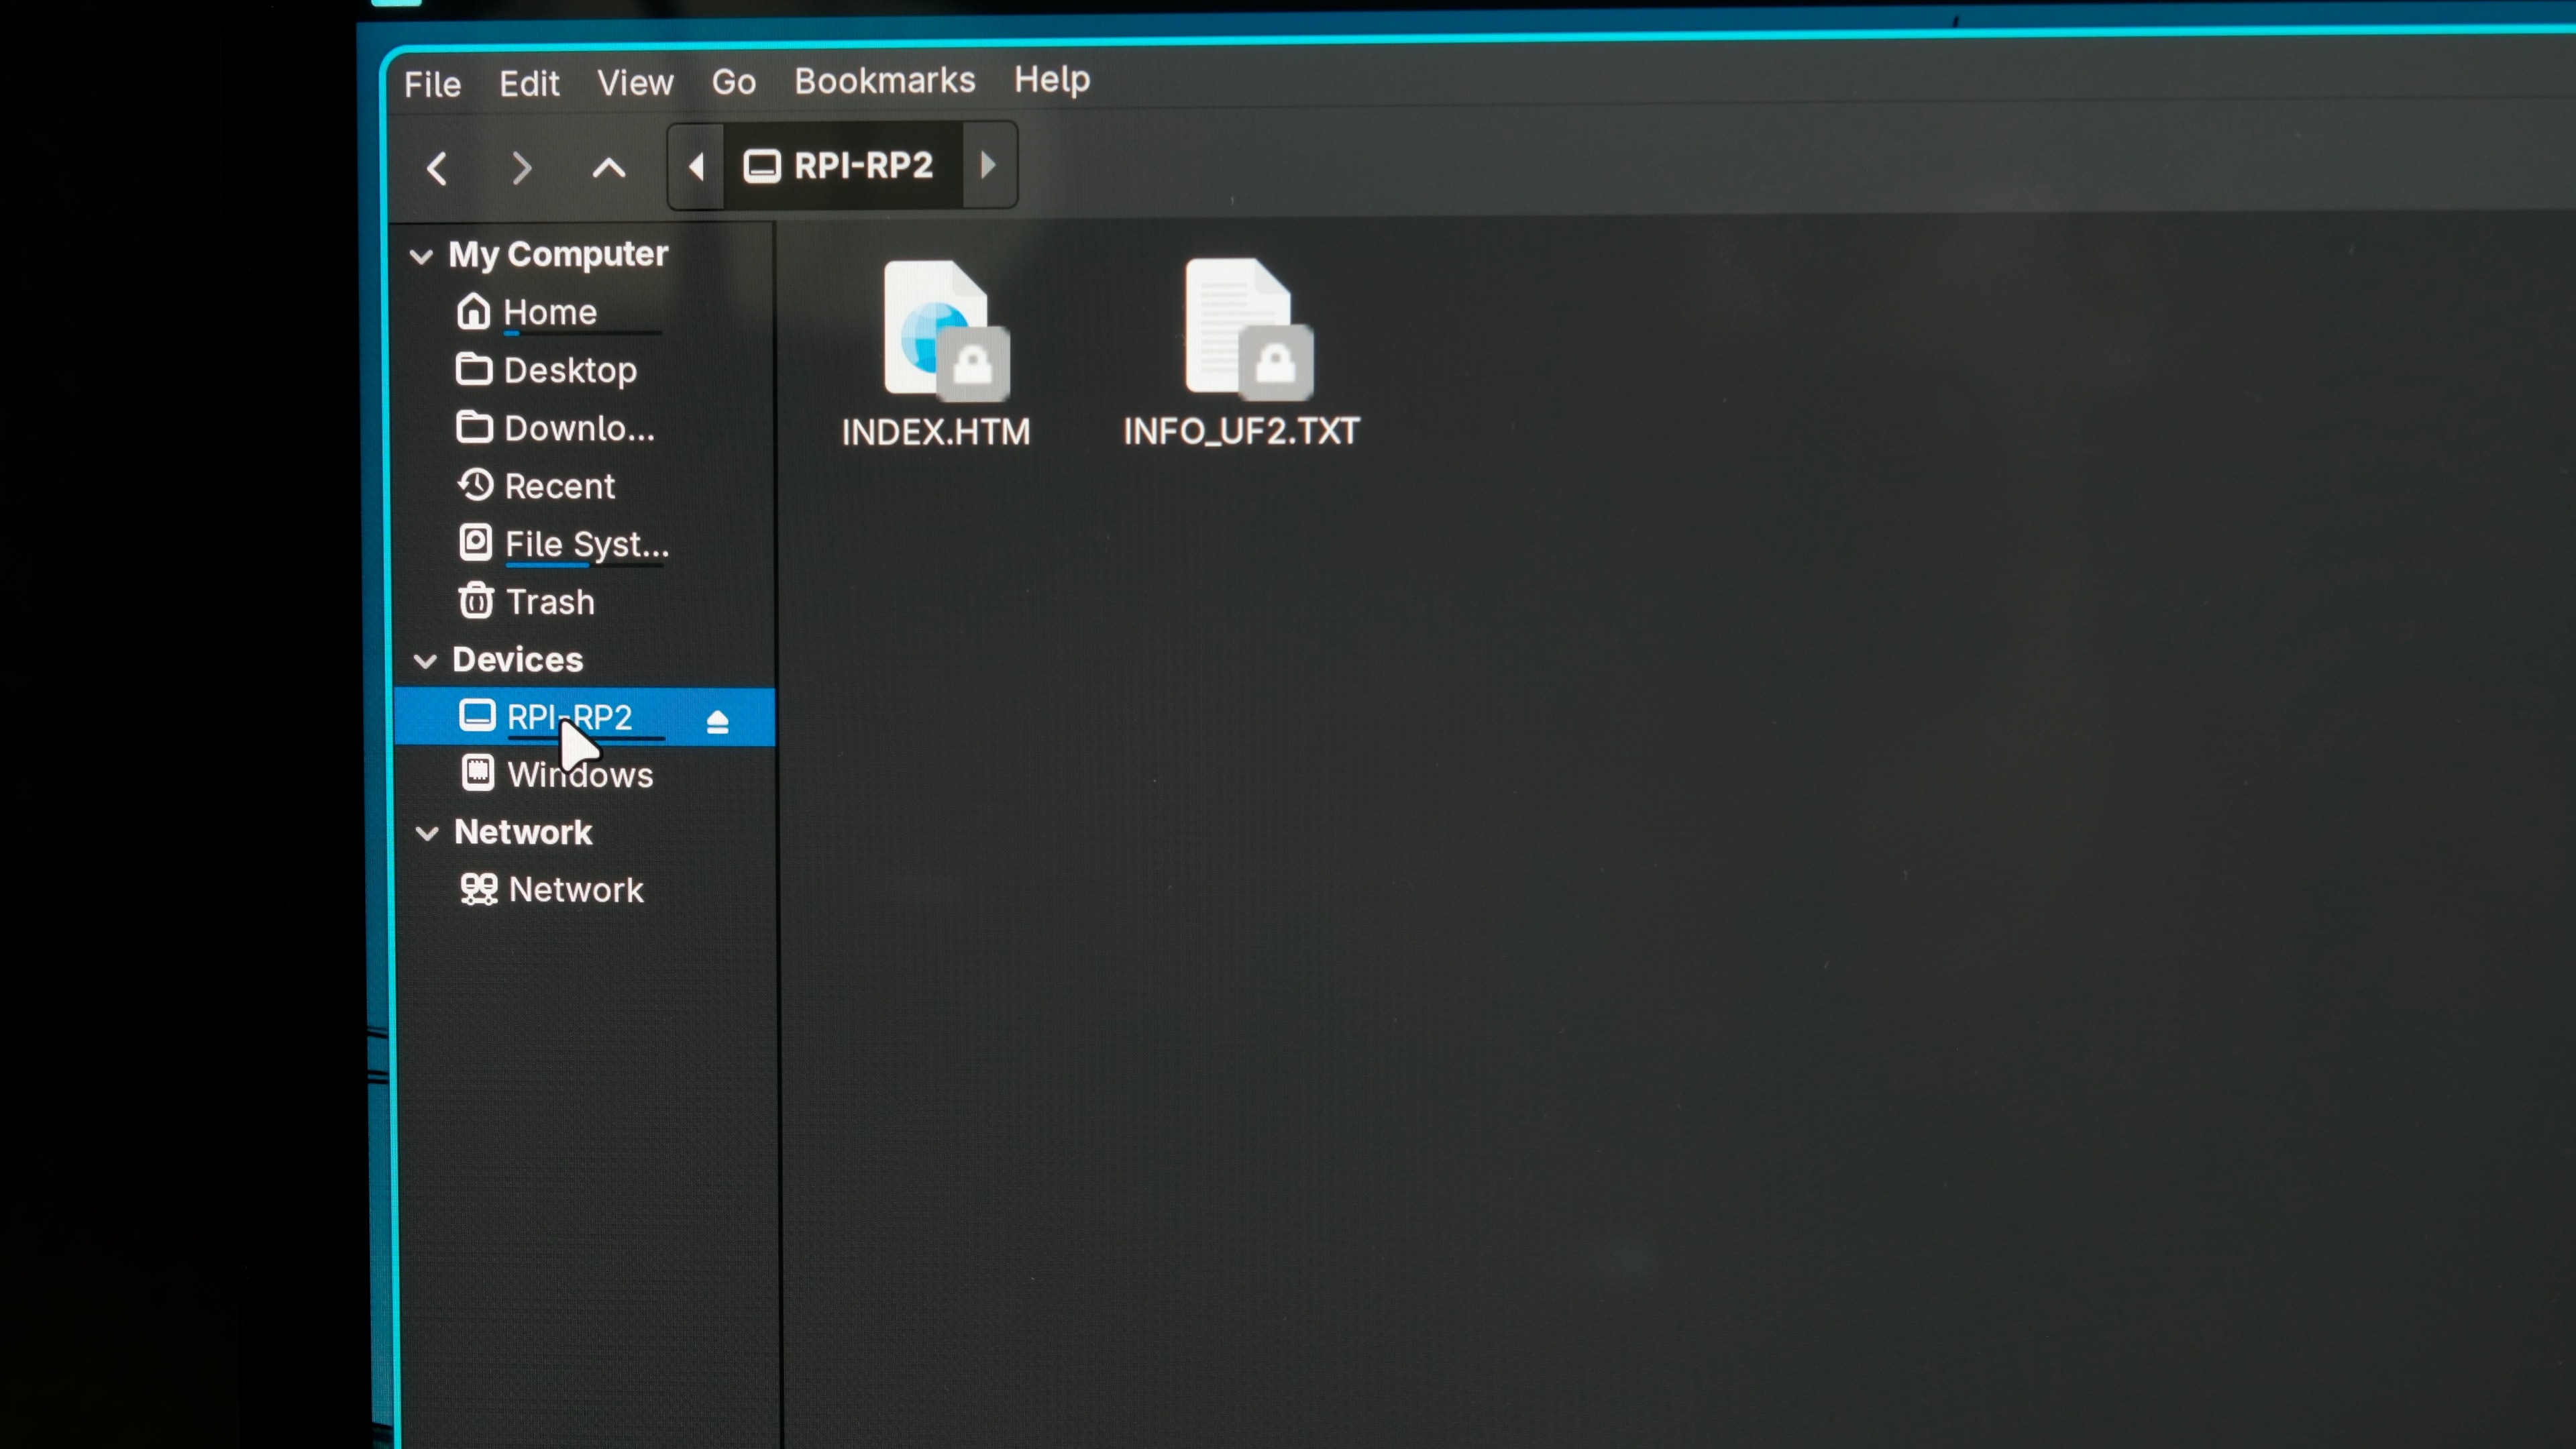 File Edit View Go Bookmarks Help
RPI-RP2
My Computer
Home
Desktop
Downlo...
Recent
File Syst...
Trash
Devices
RPI-RP2
Windows
Network
Network
INDEX.HTM
INFO_UF2.TXT